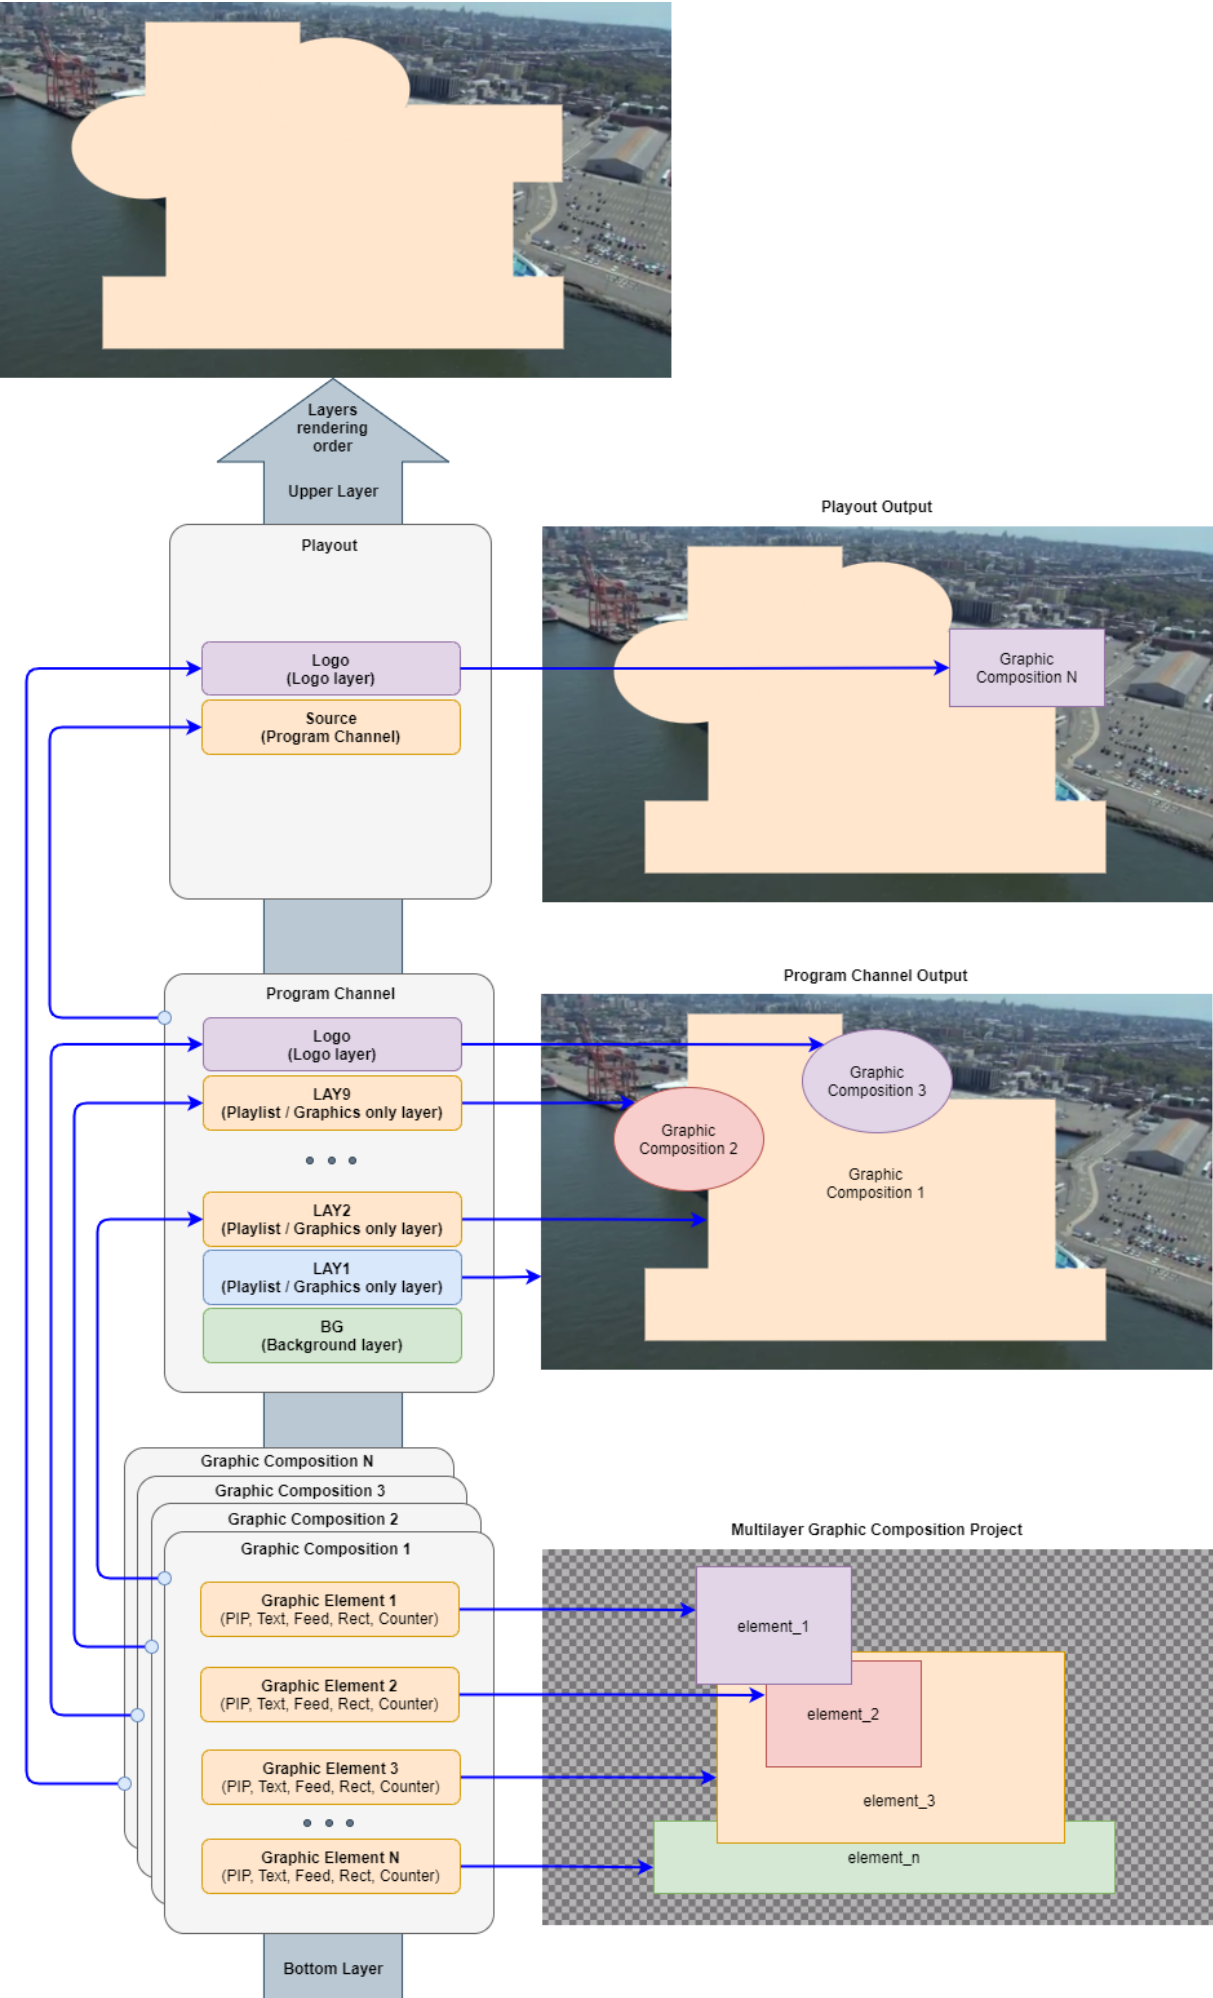 Layers
rendering
order
Upper Layer
Playout
Logo
(Logo layer)
Source
(Program Channel)
Playout Output
Graphic
Composition N
Program Channel
Logo
(Logo layer)
LAY9
(Playlist / Graphics only layer)
LAY2
(Playlist / Graphics only layer)
LAY1
(Playlist / Graphics only layer)
BG
(Background layer)
Program Channel Output
Graphic
Composition 3
Graphic
Composition 2
Graphic
Composition 1
Graphic Composition N
Graphic Composition 3
Graphic Composition 2
Graphic Composition 1
Graphic Element 1
(PIP, Text, Feed, Rect, Counter)
Graphic Element 2
(PIP, Text, Feed, Rect, Counter)
Graphic Element 3
(PIP, Text, Feed, Rect, Counter)
Graphic Element N
(PIP, Text, Feed, Rect, Counter)
Multilayer Graphic Composition Project
element_1
element_2
element_3
element_n
Bottom Layer